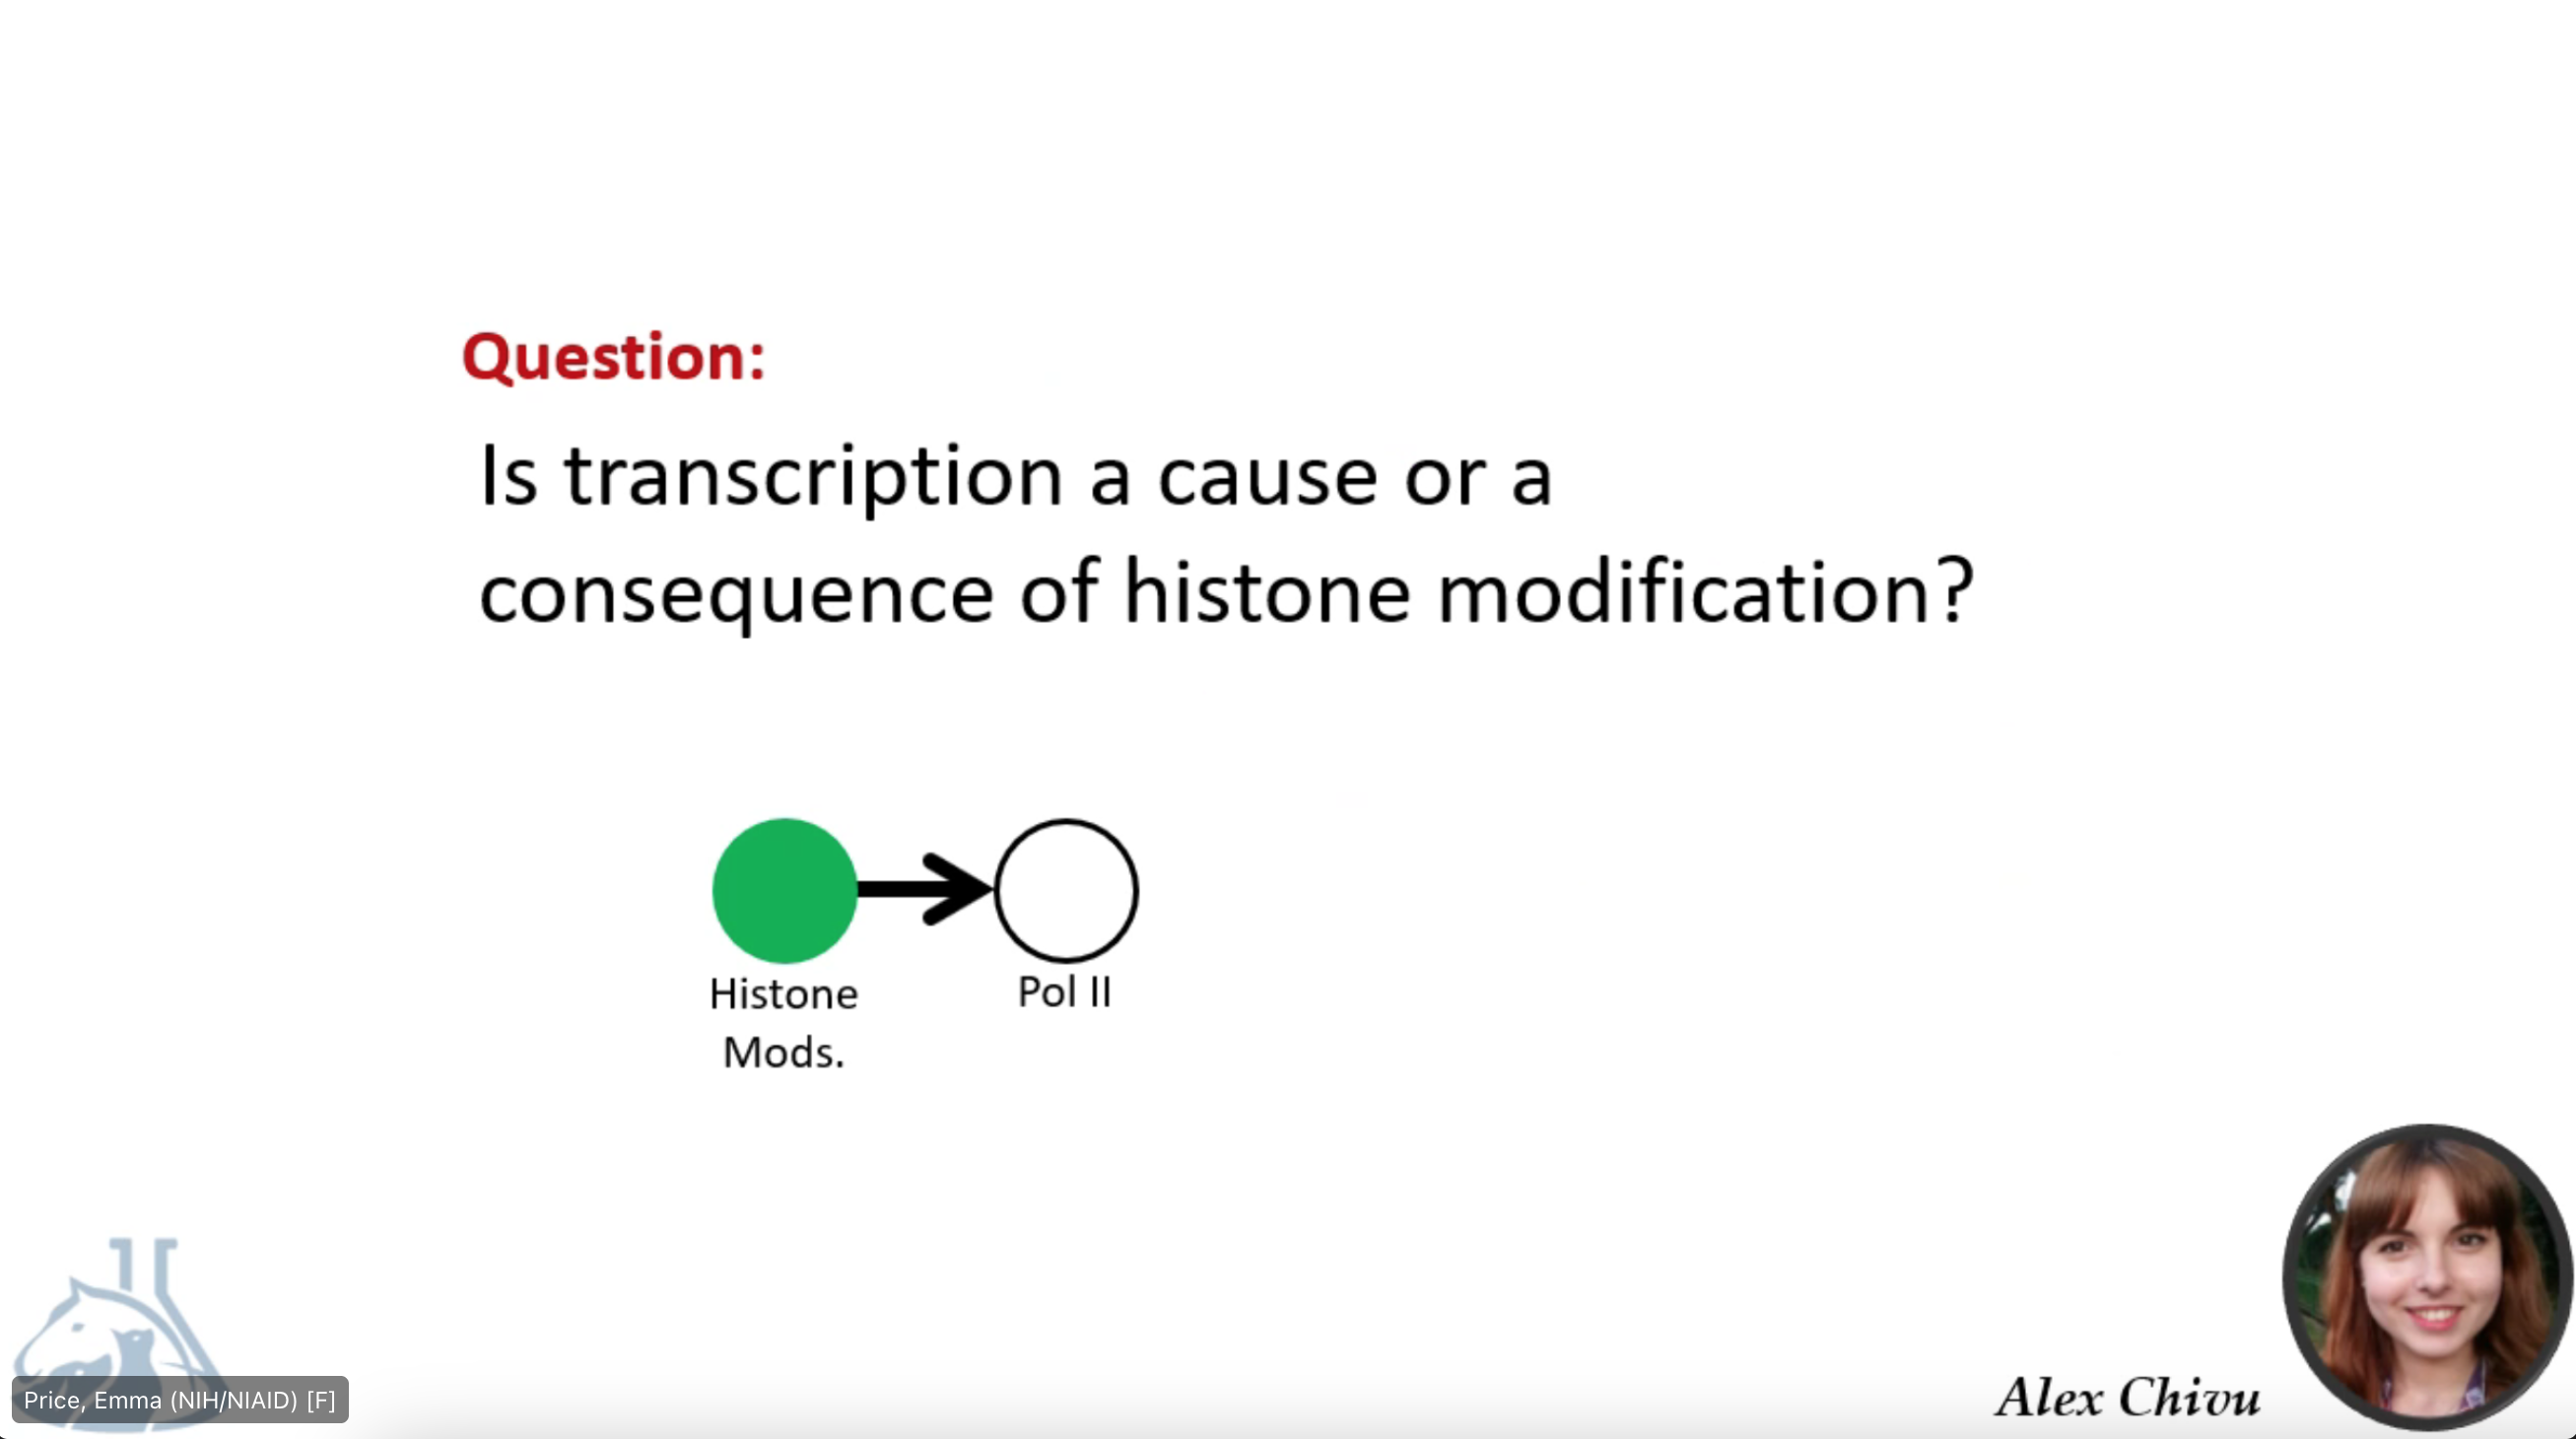 Question:
Is transcription a cause or a
consequence of histone modification?
Histone
Mods.
Pol II
Price, Emma (NIH/NIAID) [F]
Alex Chivu